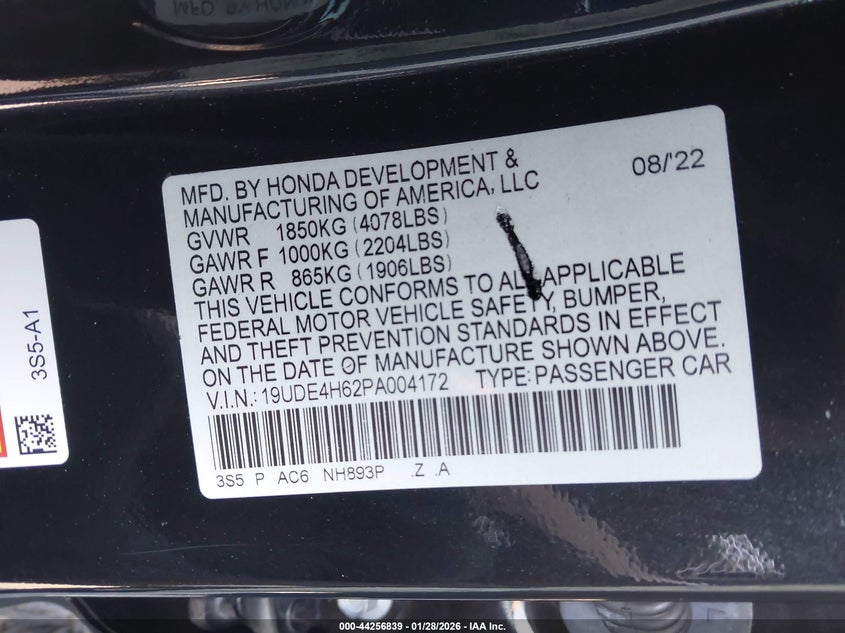 MFD. BY HONDA DEVELOPMENT & 08/'22
MANUFACTURING OF AMERICA, LLC
GVWR 1850KG (4078LBS)
GAWR F 1000KG (2204LBS)
GAWR R 865KG (1906LBS)
THIS VEHICLE CONFORMS TO ALL APPLICABLE
FEDERAL MOTOR VEHICLE SAFETY, BUMPER,
AND THEFT PREVENTION STANDARDS IN EFFECT
ON THE DATE OF MANUFACTURE SHOWN ABOVE.
V.I.N.: 19UDE4H62PA004172 TYPE: PASSENGER CAR
3S5 P AC6 NH893P .Z .A
3S5-A1
000-44256839 - 01/28/2026 - IAA Inc.